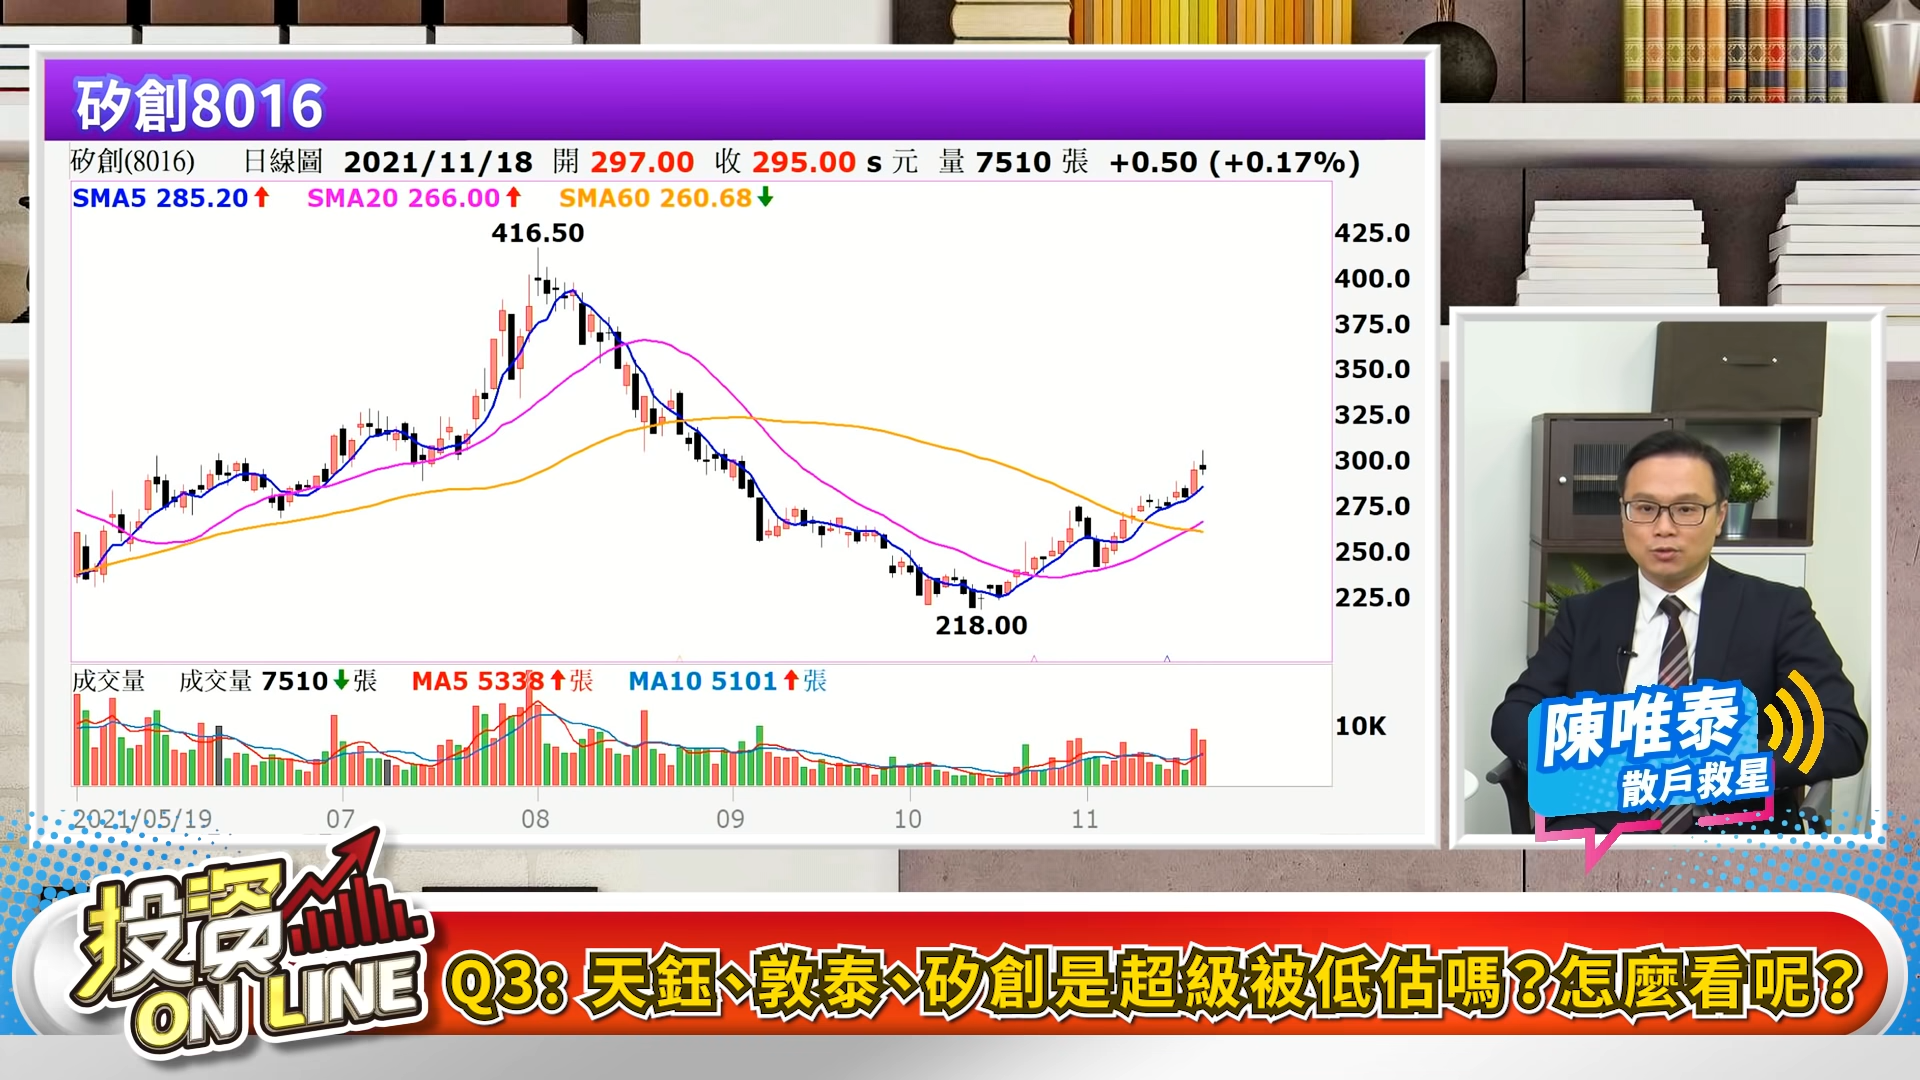 矽創8016
矽創(8016) 日線圖 2021/11/18 開 297.00 收 295.00 s 元 量 7510 張 +0.50 (+0.17%)
SMA5 285.20 SMA20 266.00 SMA60 260.68
416.50
425.0
400.0
375.0
350.0
325.0
300.0
275.0
250.0
225.0
218.00
成交量 成交量 7510 張 MA5 5338 張 MA10 5101 張
10K
2021/05/19 07 08 09 10 11
陳唯泰
散戶救星
投資
ON LINE
Q3: 天鈺、敦泰、矽創是超級被低估嗎?怎麼看呢?